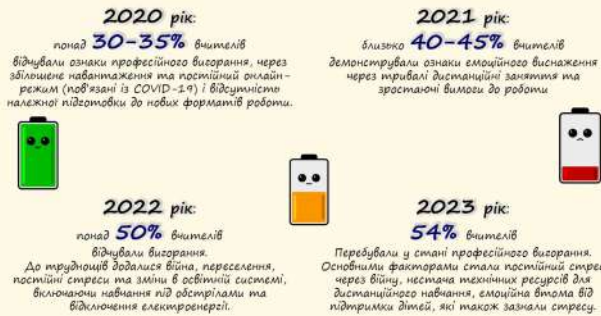 2020 рік:
понад 30-35% вчителів
відчували ознаки професійного вигорання, через
збільшене навантаження та постійний онлайн-
режим (пов'язані із COVID-19) і відсутність
належної підготовки до нових форматів роботи.
2021 рік:
близько 40-45% вчителів
демонстрували ознаки емоційного виснаження
через тривалі дистанційні заняття та
зростаючі вимоги до роботи
2022 рік:
понад 50% вчителів
відчували вигорання.
До труднощів додалися війна, переселення,
постійні стреси та зміни в освітній системі,
включаючи навчання під обстрілами та
відключення електроенергії.
2023 рік:
54% вчителів
Перебували у стані професійного вигорання.
Основними факторами стали постійний стрес
через війну, нестача технічних ресурсів для
дистанційного навчання, емоційна втома від
підтримки дітей, які також зазнали стресу.